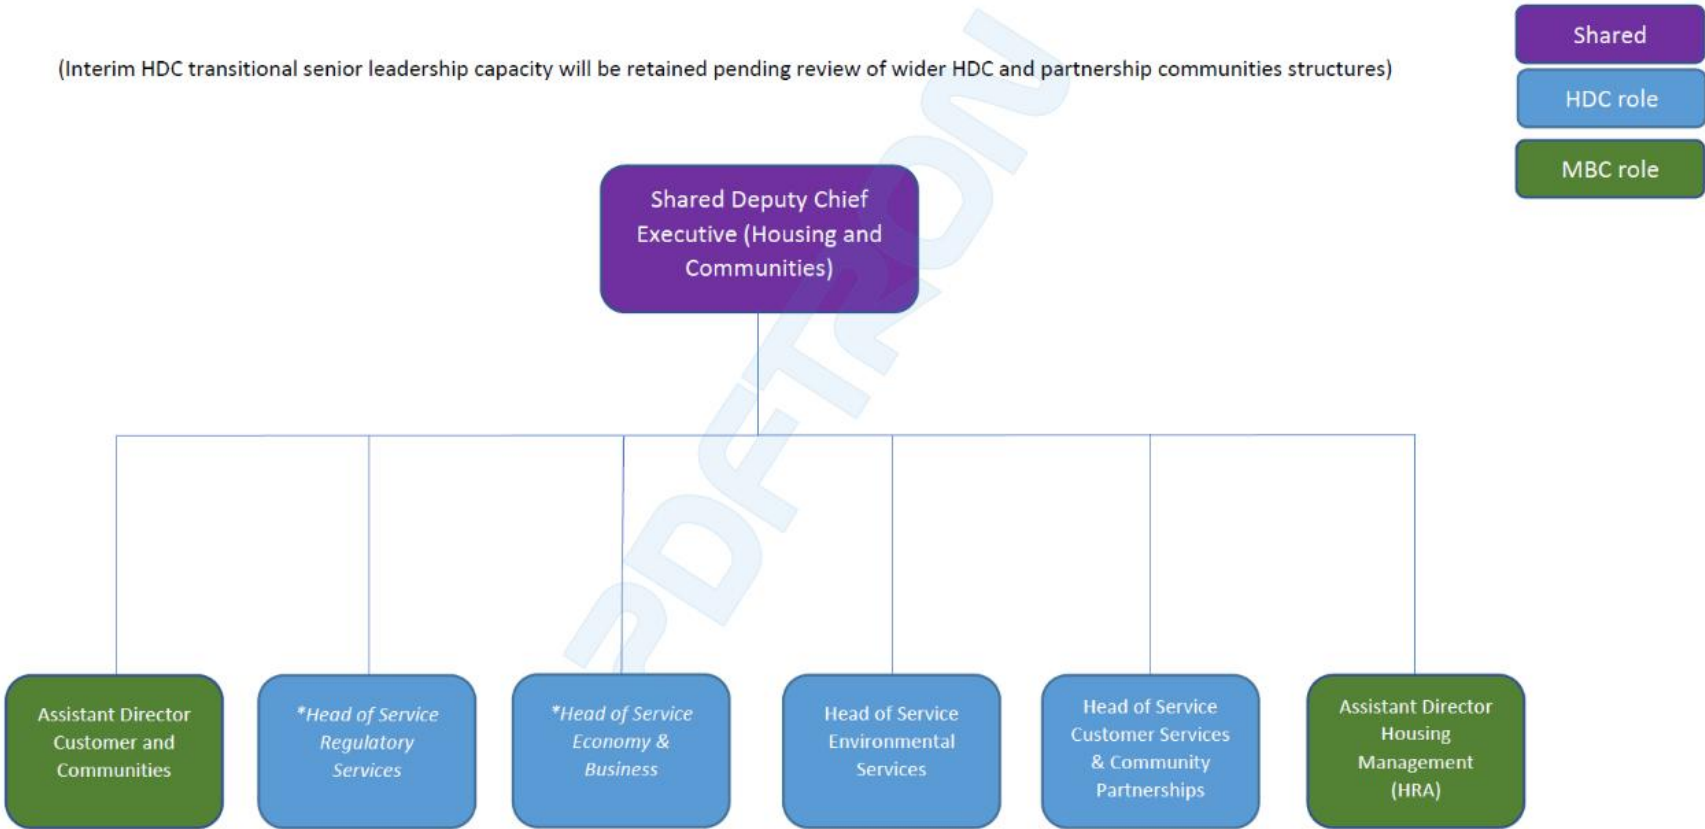 (Interim HDC transitional senior leadership capacity will be retained pending review of wider HDC and partnership communities structures)
Shared
HDC role
MBC role
Shared Deputy Chief
Executive (Housing and
Communities)
Assistant Director
Customer and
Communities
*Head of Service
Regulatory
Services
*Head of Service
Economy &
Business
Head of Service
Environmental
Services
Head of Service
Customer Services
& Community
Partnerships
Assistant Director
Housing
Management
(HRA)
PDFTRON